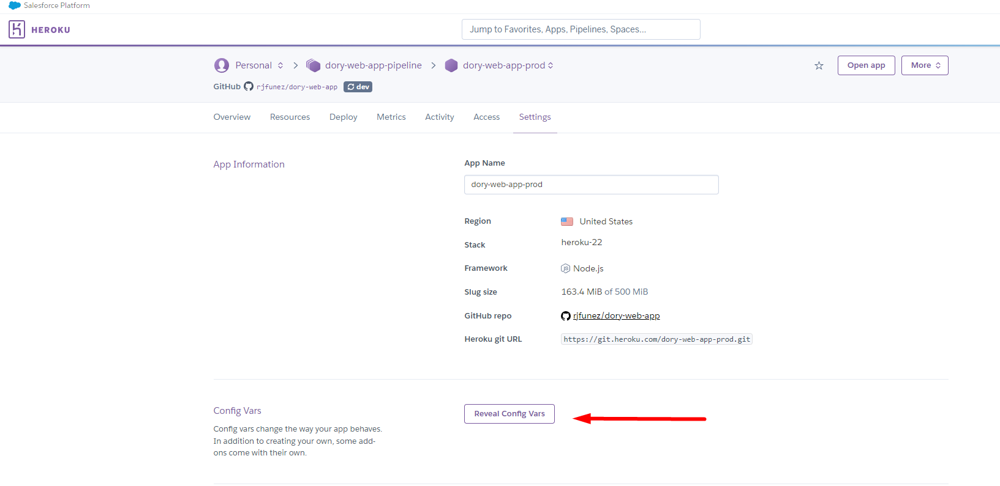 Salesforce Platform
HEROKU
Jump to Favorites, Apps, Pipelines, Spaces...
Personal dory-web-app-pipeline dory-web-app-prod
Open app
More
GitHub rjfunez/dory-web-app dev
Overview Resources Deploy Metrics Activity Access Settings
App Information
App Name
dory-web-app-prod
Region United States
Stack heroku-22
Framework Node.js
Slug size 163.4 MiB of 500 MiB
GitHub repo rjfunez/dory-web-app
Heroku git URL https://git.heroku.com/dory-web-app-prod.git
Config Vars
Config vars change the way your app behaves.
In addition to creating your own, some add-
ons come with their own.
Reveal Config Vars